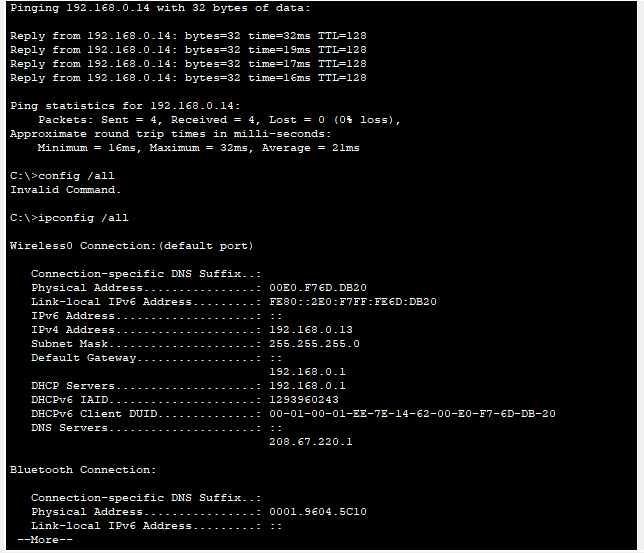 Pinging 192.168.0.14 with 32 bytes of data:
Reply from 192.168.0.14: bytes=32 time=32ms TTL=128
Reply from 192.168.0.14: bytes=32 time=19ms TTL=128
Reply from 192.168.0.14: bytes=32 time=17ms TTL=128
Reply from 192.168.0.14: bytes=32 time=16ms TTL=128
Ping statistics for 192.168.0.14:
    Packets: Sent = 4, Received = 4, Lost = 0 (0% loss),
Approximate round trip times in milli-seconds:
    Minimum = 16ms, Maximum = 32ms, Average = 21ms
C:\>config /all
Invalid Command.
C:\>ipconfig /all
Wireless0 Connection:(default port)
   Connection-specific DNS Suffix..:
   Physical Address................: 00E0.F76D.DB20
   Link-local IPv6 Address.........: FE80::2E0:F7FF:FE6D:DB20
   IPv6 Address....................: ::
   IPv4 Address....................: 192.168.0.13
   Subnet Mask.....................: 255.255.255.0
   Default Gateway.................: ::
                                     192.168.0.1
   DHCP Servers....................: 192.168.0.1
   DHCPv6 IAID.....................: 1293960243
   DHCPv6 Client DUID..............: 00-01-00-01-EE-7E-14-62-00-E0-F7-6D-DB-20
   DNS Servers.....................: ::
                                     208.67.220.1
Bluetooth Connection:
   Connection-specific DNS Suffix..:
   Physical Address................: 0001.9604.5C10
   Link-local IPv6 Address.........: ::
 --More--